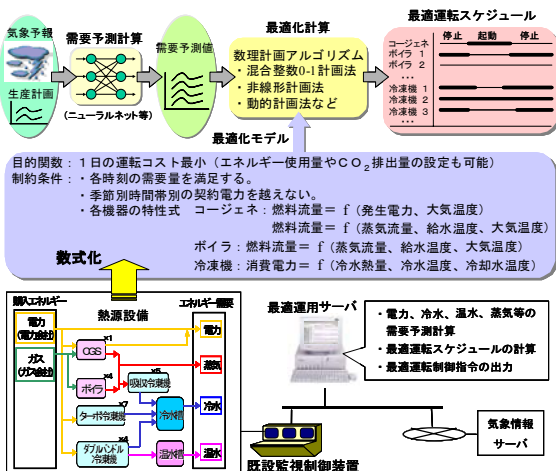 最適運転スケジュール
気象予報
生産計画
需要予測計算
(ニューラルネット等)
需要予測値
最適化計算
数理計画アルゴリズム
・混合整数0-1計画法
・非線形計画法
・動的計画法など
停止 起動 停止
コージェネ
ボイラ 1
ボイラ 2
…
冷凍機 1
冷凍機 2
冷凍機 3
…
最適化モデル
目的関数:1日の運転コスト最小(エネルギー使用量やCO2排出量の設定も可能)
制約条件:・各時刻の需要量を満足する。
・季節別時間帯別の契約電力を越えない。
・各機器の特性式 コージェネ:燃料流量= f(発生電力、大気温度)
燃料流量= f(蒸気流量、給水温度、大気温度)
ボイラ:燃料流量= f(蒸気流量、給水温度、大気温度)
冷凍機:消費電力= f(冷水熱量、冷水温度、冷却水温度)
数式化
購入エネルギー
熱源設備
エネルギー需要
電力
(電力会社)
ガス
(ガス会社)
×1
CGS
×4
ボイラ
×5
吸収冷凍機
×7
ターボ冷凍機
冷水槽
×4
ダブルバンドル
冷凍機
温水槽
電力
蒸気
冷水
温水
最適運用サーバ
・電力、冷水、温水、蒸気等の
需要予測計算
・最適運転スケジュールの計算
・最適運転制御指令の出力
既設監視制御装置
気象情報
サーバ